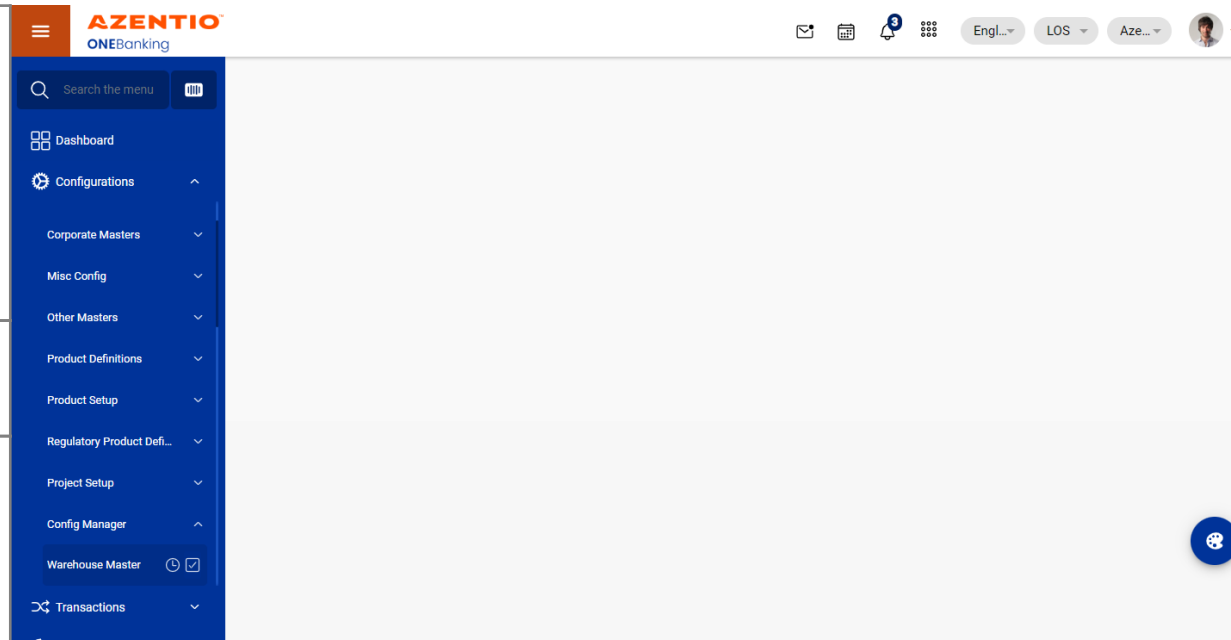 AZENTIO
ONEBanking
3
Engl...
LOS
Aze...
Search the menu
Dashboard
Configurations
Corporate Masters
Misc Config
Other Masters
Product Definitions
Product Setup
Regulatory Product Defi...
Project Setup
Config Manager
Warehouse Master
Transactions